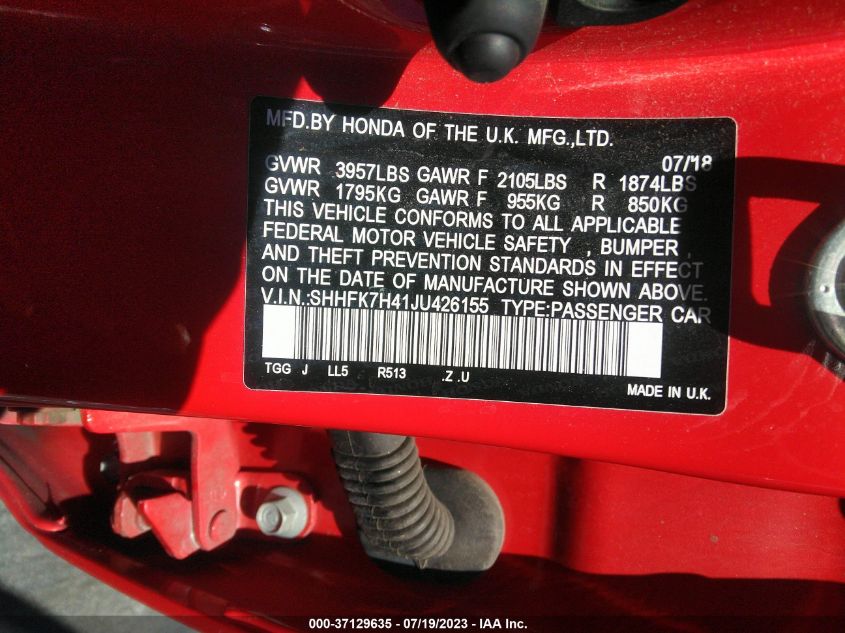 MFD.BY HONDA OF THE U.K. MFG.,LTD.
07/18
GVWR 3957LBS GAWR F 2105LBS R 1874LBS
GVWR 1795KG GAWR F 955KG R 850KG
THIS VEHICLE CONFORMS TO ALL APPLICABLE
FEDERAL MOTOR VEHICLE SAFETY , BUMPER ,
AND THEFT PREVENTION STANDARDS IN EFFECT
ON THE DATE OF MANUFACTURE SHOWN ABOVE.
V.I.N.:SHHFK7H41JU426155 TYPE:PASSENGER CAR
TGG J LL5 R513 .Z .U
MADE IN U.K.
000-37129635 - 07/19/2023 - IAA Inc.